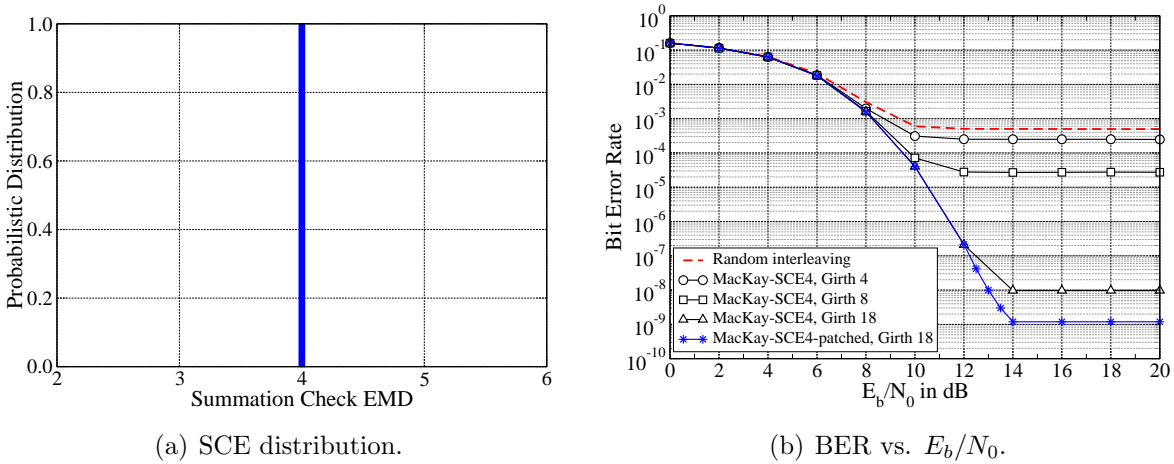 1.0
0.8
0.6
0.4
0.2
0.0
2 3 4 5 6
Probabilistic Distribution
Summation Check EMD
(a) SCE distribution.
10^0
10^-1
10^-2
10^-3
10^-4
10^-5
10^-6
10^-7
10^-8
10^-9
10^-10
Bit Error Rate
Random interleaving
MacKay-SCE4, Girth 4
MacKay-SCE4, Girth 8
MacKay-SCE4, Girth 18
MacKay-SCE4-patched, Girth 18
0 2 4 6 8 10 12 14 16 18 20
E_b/N_0 in dB
(b) BER vs. E_b/N_0.